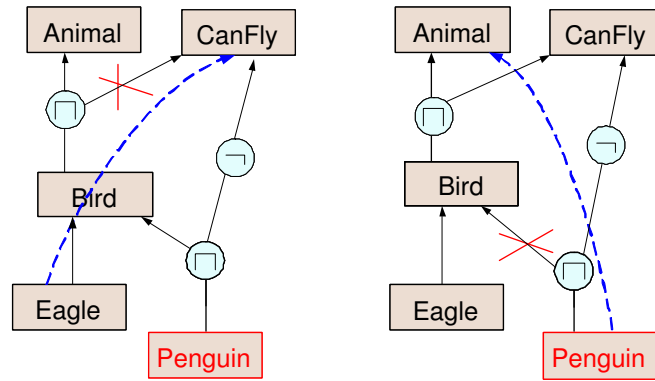 Animal
CanFly
⊓
¬
Bird
⊓
Eagle
Penguin
Animal
CanFly
⊓
¬
Bird
⊓
Eagle
Penguin